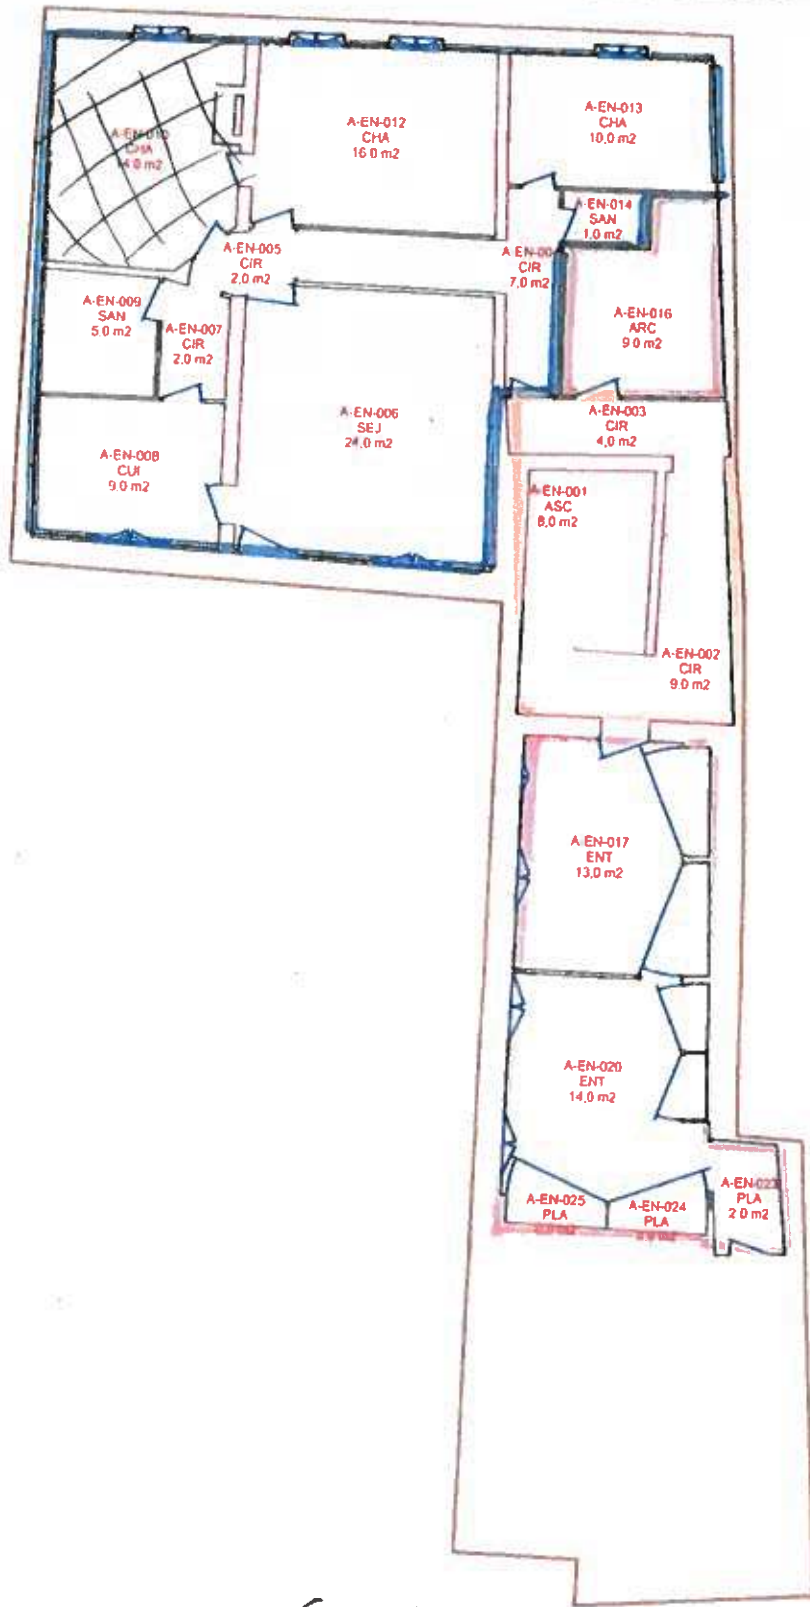 A-EN-013
CHA
10,0 m2
A-EN-012
CHA
16.0 m2
CHA
A-EN-014
SAN
1,0 m2
A-EN-005
CIR
2,0 m2
CIR
7,0 m2
A-EN-009
SAN
5.0 m2
A-EN-007
CIR
2.0 m2
A-EN-016
ARC
9.0 m2
A-EN-006
SEJ
24,0 m2
A-EN-003
CIR
4,0 m2
A-EN-008
CUI
9.0 m2
A-EN-001
ASC
8,0 m2
A-EN-002
CIR
9.0 m2
A-EN-017
ENT
13,0 m2
A-EN-020
ENT
14,0 m2
PLA
2.0 m2
A-EN-025
PLA
A-EN-024
PLA